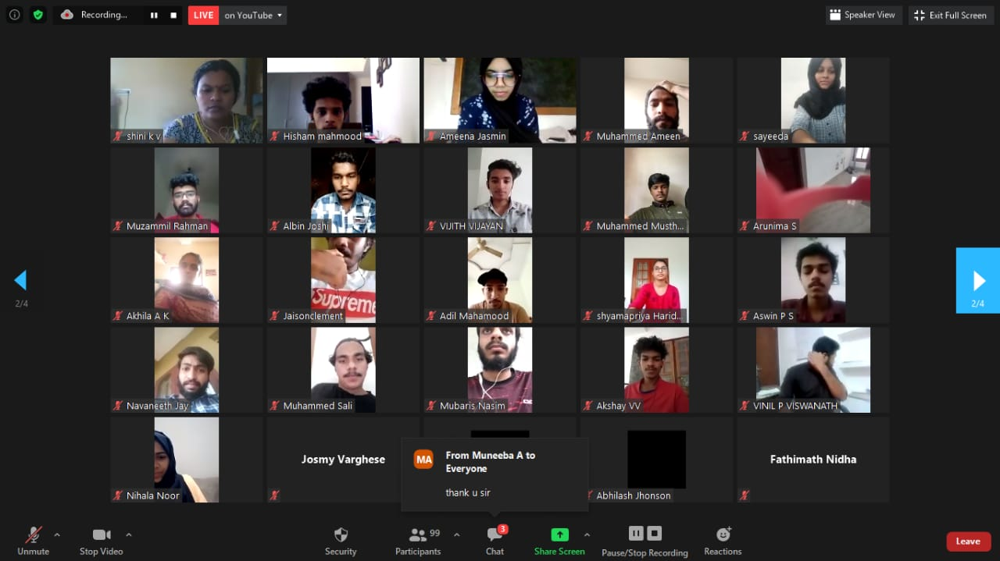 Recording...
LIVE on YouTube
Speaker View
Exit Full Screen
shini k v
Hisham mahmood
Ameena Jasmin
Muhammed Ameen
sayeeda
Muzammil Rahman
Albin Joshi
VIJITH VIJAYAN
Muhammed Musth...
Arunima S
2/4
2/4
Akhila A K
Jaisonclement
Supreme
Adil Mahamood
shyamapriya Harid...
Aswin P S
Navaneeth Jay
Muhammed Sali
Mubaris Nasim
Akshay VV
VINIL P VISWANATH
Nihala Noor
Josmy Varghese
MA
From Muneeba A to
Everyone
thank u sir
Abhilash Jhonson
Fathimath Nidha
Unmute
Stop Video
Security
Participants
99
Chat
3
Share Screen
Pause/Stop Recording
Reactions
Leave